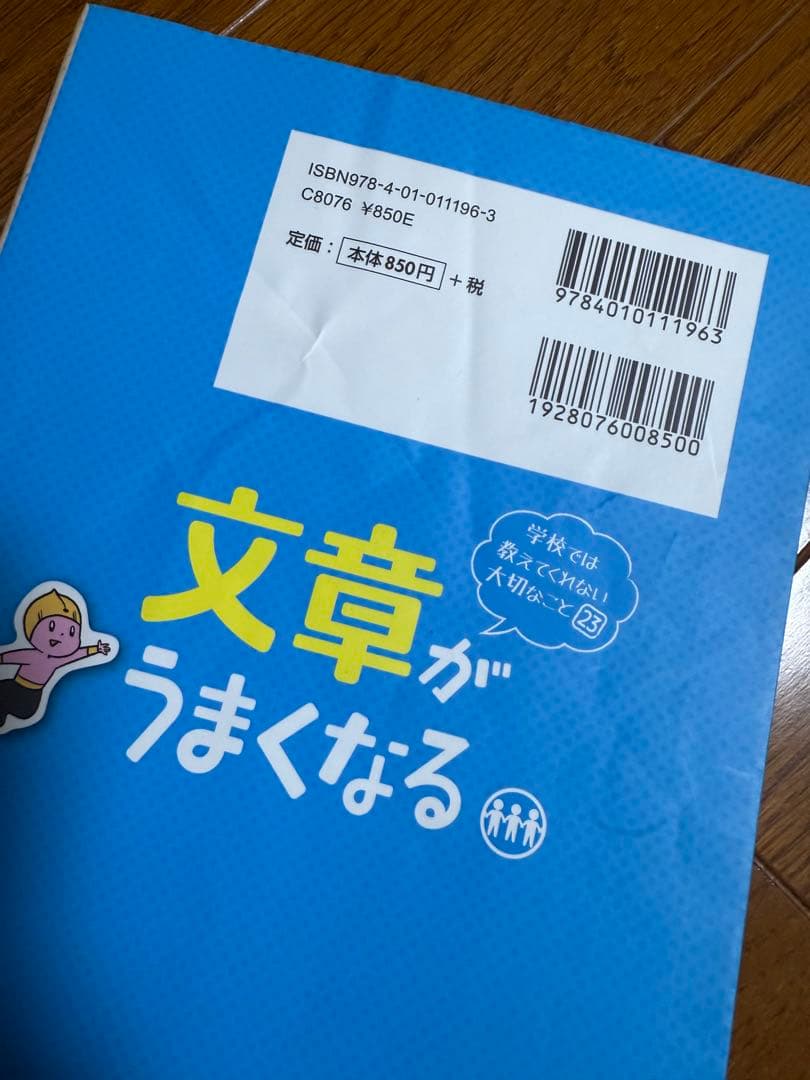 ISBN978-4-01-011196-3
C8076 ¥850E
定価：本体850円＋税
9784010111963
1928076008500
学校では
教えてくれない
大切なこと23
文章が
うまくなる